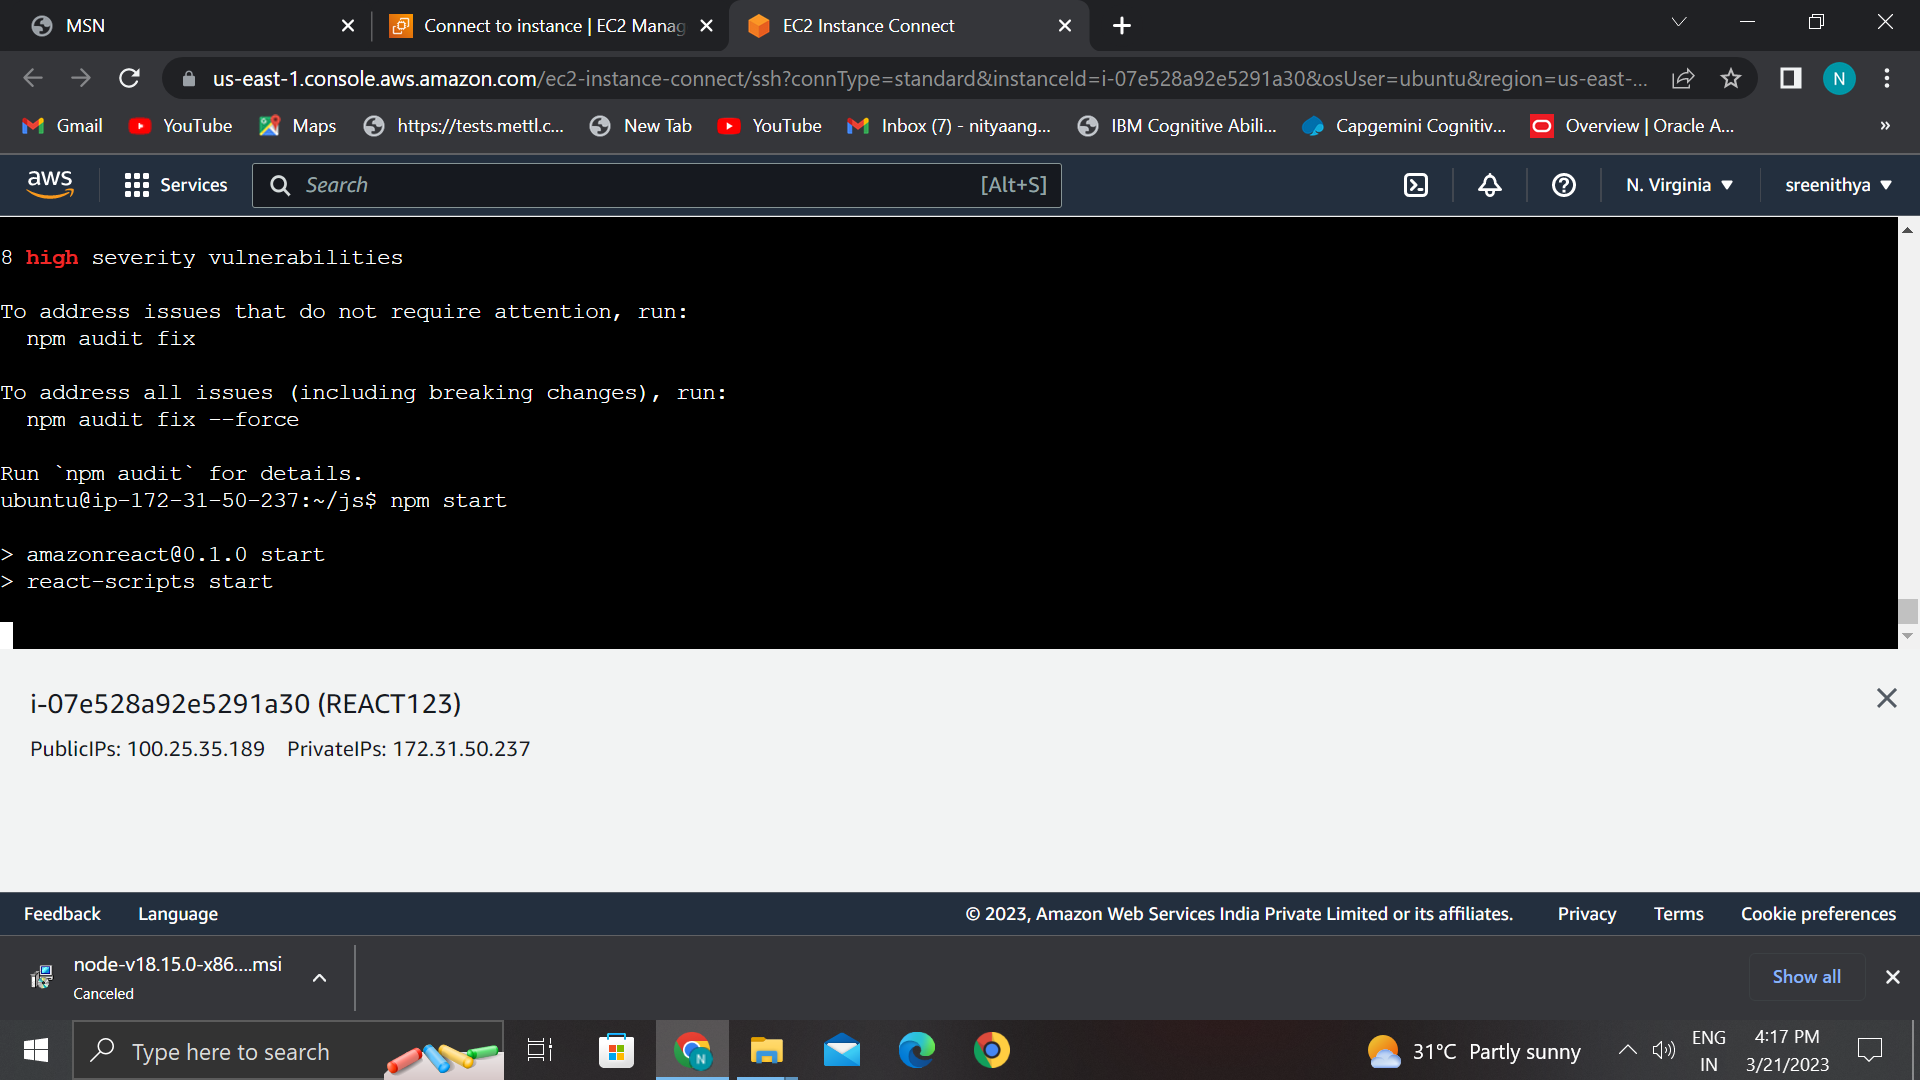 MSN
Connect to instance | EC2 Manag
EC2 Instance Connect
us-east-1.console.aws.amazon.com/ec2-instance-connect/ssh?connType=standard&instanceId=i-07e528a92e5291a30&osUser=ubuntu&region=us-east-...
N
Gmail
YouTube
Maps
https://tests.mettl.c...
New Tab
YouTube
Inbox (7) - nityaang...
IBM Cognitive Abili...
Capgemini Cognitiv...
Overview | Oracle A...
»
aws
Services
Search
[Alt+S]
N. Virginia
sreenithya
8 high severity vulnerabilities
To address issues that do not require attention, run:
npm audit fix
To address all issues (including breaking changes), run:
npm audit fix --force
Run `npm audit` for details.
ubuntu@ip-172-31-50-237:~/js$ npm start
> amazonreact@0.1.0 start
> react-scripts start
i-07e528a92e5291a30 (REACT123)
PublicIPs: 100.25.35.189 PrivateIPs: 172.31.50.237
Feedback
Language
© 2023, Amazon Web Services India Private Limited or its affiliates.
Privacy
Terms
Cookie preferences
node-v18.15.0-x86....msi
Canceled
Show all
Type here to search
N
31°C Partly sunny
ENG
IN
4:17 PM
3/21/2023